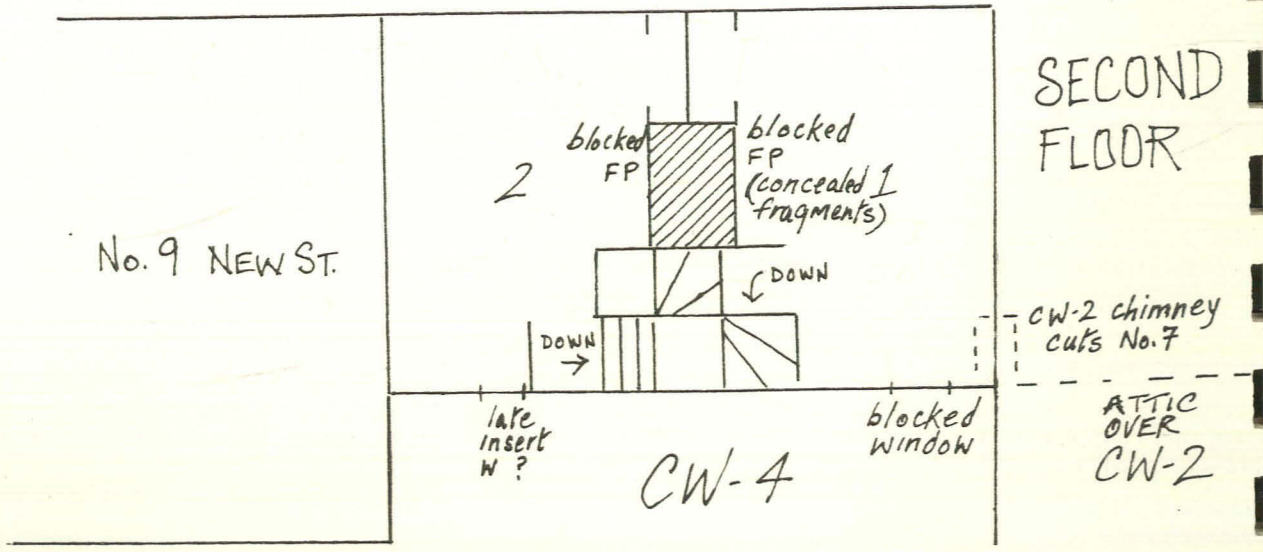 SECOND
FLOOR
blocked
FP
blocked
FP
(concealed 1
fragments)
2
No. 9 NEW ST.
DOWN
DOWN
CW-2 chimney
cuts No. 7
late
insert
W ?
blocked
window
ATTIC
OVER
CW-2
CW-4